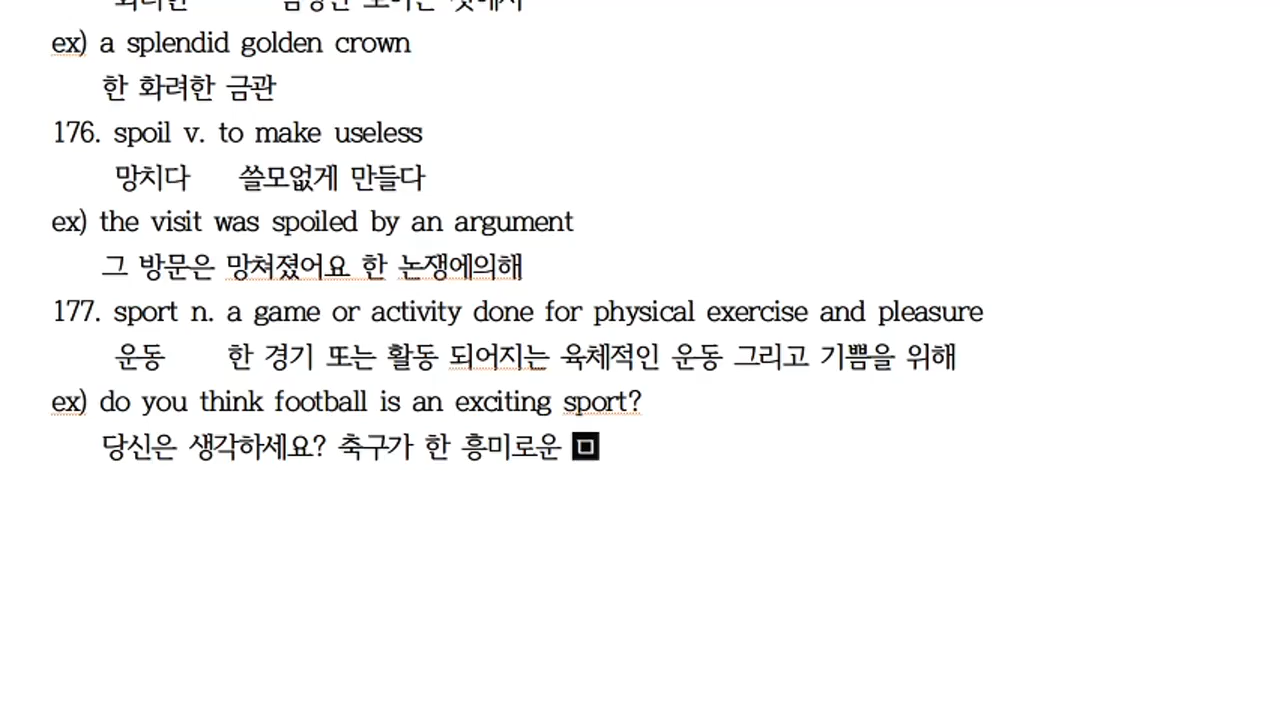 ex) a splendid golden crown
한 화려한 금관
176. spoil v. to make useless
망치다 쓸모없게 만들다
ex) the visit was spoiled by an argument
그 방문은 망쳐졌어요 한 논쟁에의해
177. sport n. a game or activity done for physical exercise and pleasure
운동 한 경기 또는 활동 되어지는 육체적인 운동 그리고 기쁨을 위해
ex) do you think football is an exciting sport?
당신은 생각하세요? 축구가 한 흥미로운 ㅁ